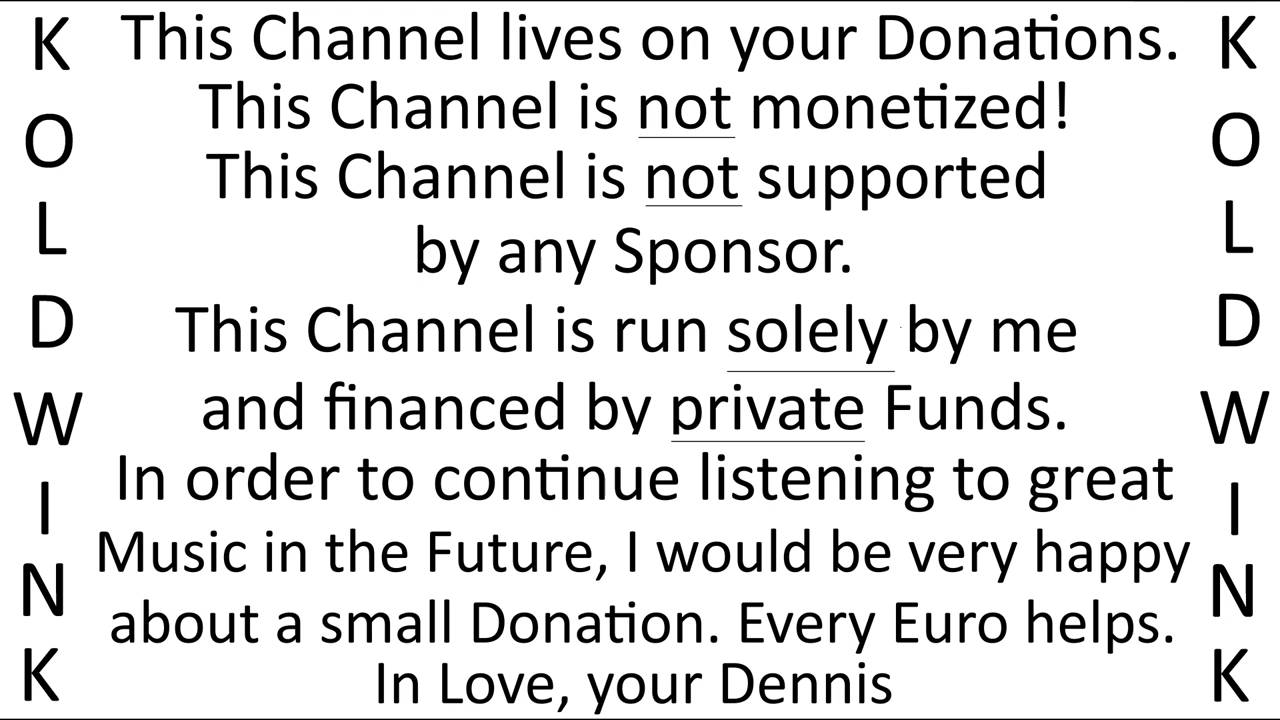 This Channel lives on your Donations.
This Channel is not monetized!
This Channel is not supported
by any Sponsor.
This Channel is run solely by me
and financed by private Funds.
In order to continue listening to great
Music in the Future, I would be very happy
about a small Donation. Every Euro helps.
In Love, your Dennis
KOLDWINK
KOLDWINK